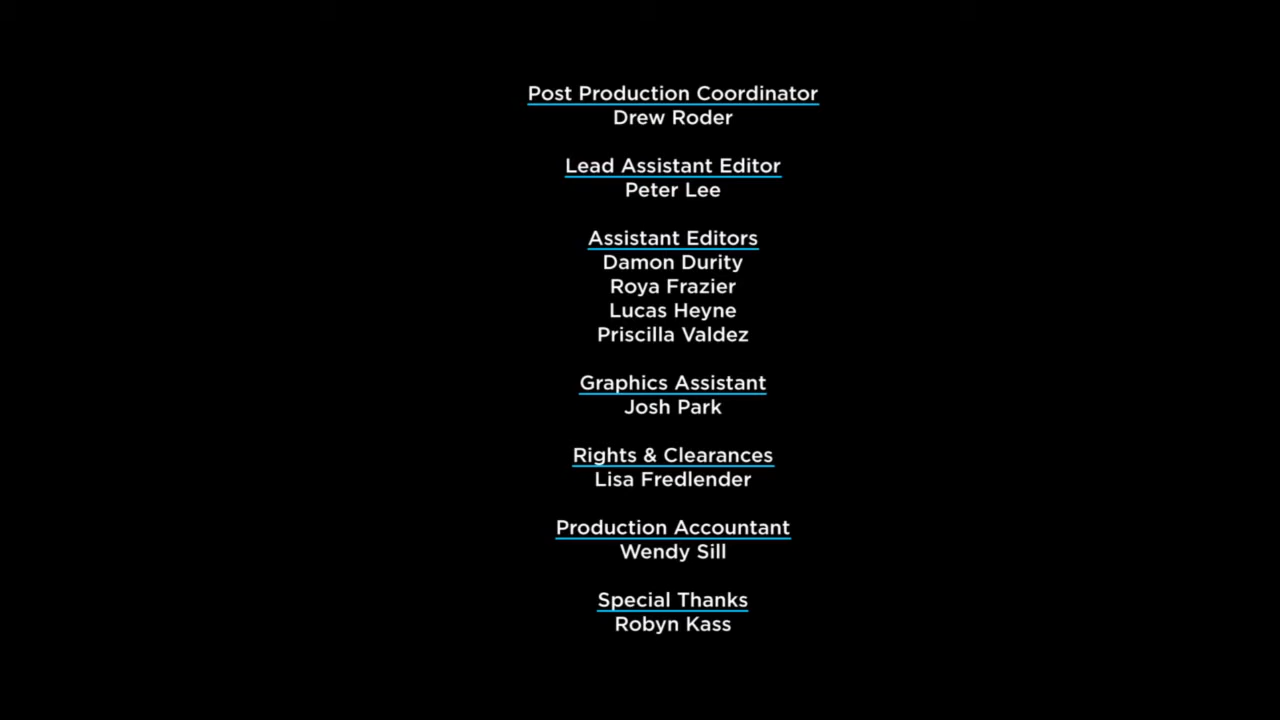 Post Production Coordinator
Drew Roder
Lead Assistant Editor
Peter Lee
Assistant Editors
Damon Durity
Roya Frazier
Lucas Heyne
Priscilla Valdez
Graphics Assistant
Josh Park
Rights & Clearances
Lisa Fredlender
Production Accountant
Wendy Sill
Special Thanks
Robyn Kass